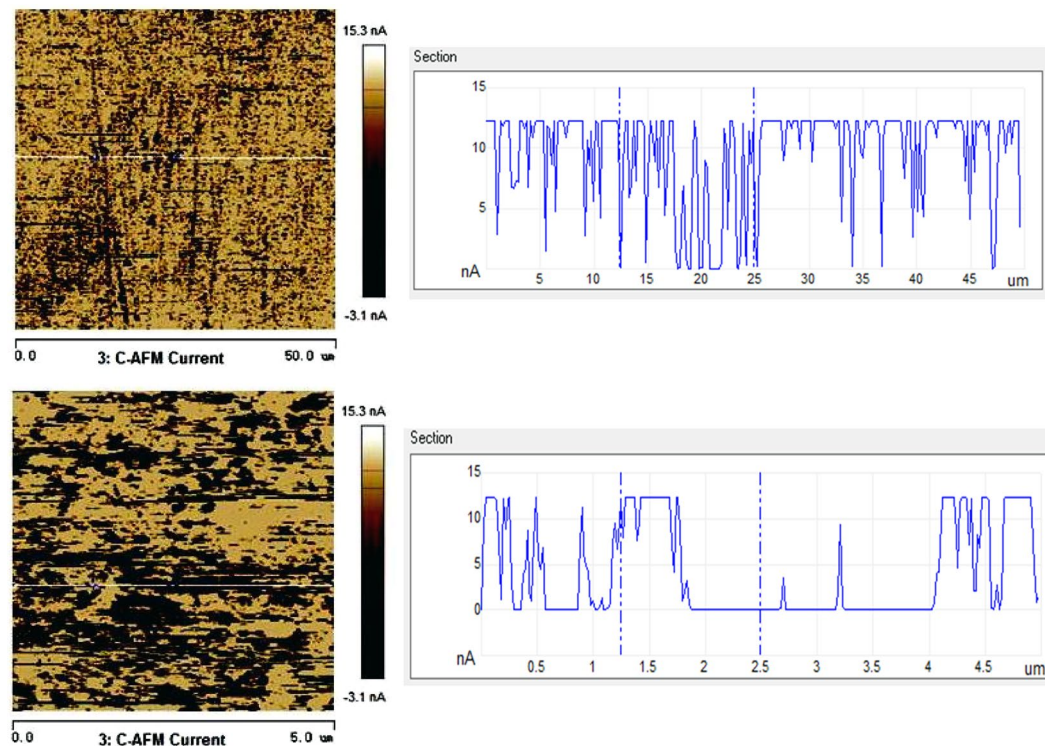 15.3 nA
-3.1 nA
0.0 3: C-AFM Current 50.0 um
Section
15
10
5
nA 5 10 15 20 25 30 35 40 45 um
15.3 nA
-3.1 nA
0.0 3: C-AFM Current 5.0 um
Section
15
10
5
0
nA 0.5 1 1.5 2 2.5 3 3.5 4 4.5 um